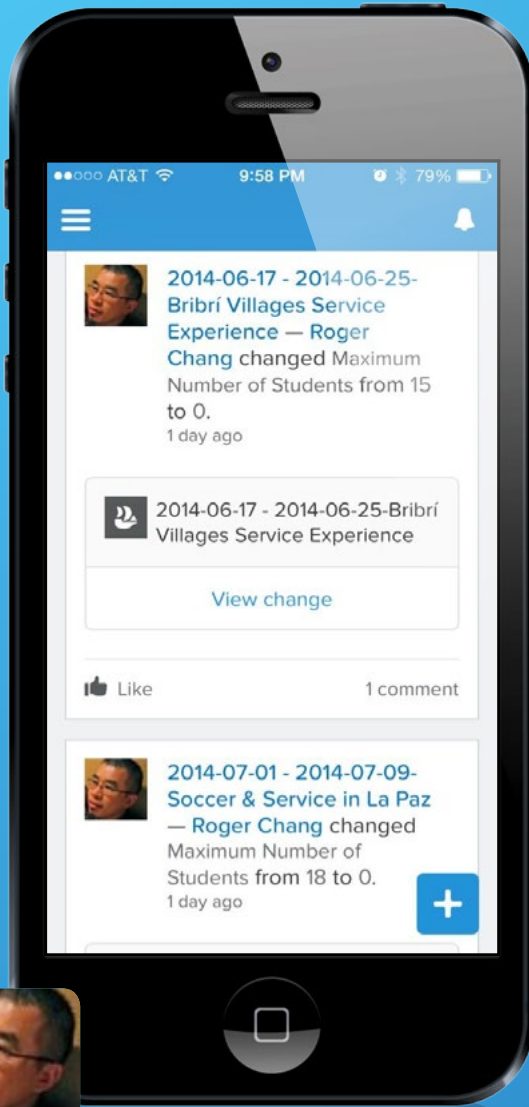 AT&T 9:58 PM 79%
2014-06-17 - 2014-06-25-
Bribrí Villages Service
Experience — Roger
Chang changed Maximum
Number of Students from 15
to 0.
1 day ago
2014-06-17 - 2014-06-25-Bribrí
Villages Service Experience
View change
Like 1 comment
2014-07-01 - 2014-07-09-
Soccer & Service in La Paz
— Roger Chang changed
Maximum Number of
Students from 18 to 0.
1 day ago